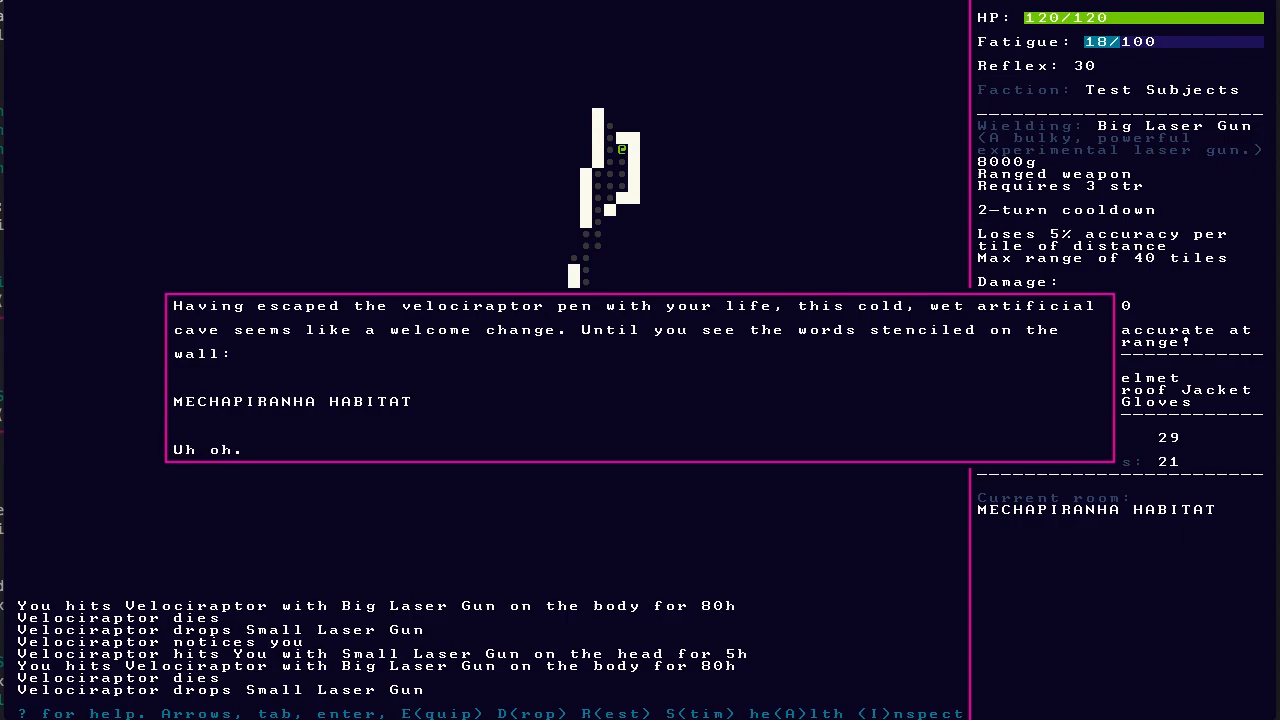 HP: 120/120
Fatigue: 18/100
Reflex: 30
Faction: Test Subjects
Wielding: Big Laser Gun
(A bulky, powerful
experimental laser gun.)
8000g
Ranged weapon
Requires 3 str
2-turn cooldown
Loses 5% accuracy per
tile of distance
Max range of 40 tiles
Damage:
0
accurate at
range!
elmet
roof Jacket
Gloves
29
s: 21
Current room:
MECHAPIRANHA HABITAT
@
Having escaped the velociraptor pen with your life, this cold, wet artificial
cave seems like a welcome change. Until you see the words stenciled on the
wall:
MECHAPIRANHA HABITAT
Uh oh.
You hits Velociraptor with Big Laser Gun on the body for 80h
Velociraptor dies
Velociraptor drops Small Laser Gun
Velociraptor notices you
Velociraptor hits You with Small Laser Gun on the head for 5h
You hits Velociraptor with Big Laser Gun on the body for 80h
Velociraptor dies
Velociraptor drops Small Laser Gun
? for help. Arrows, tab, enter, E(quip) D(rop) R(est) S(tim) he(A)lth (I)nspect